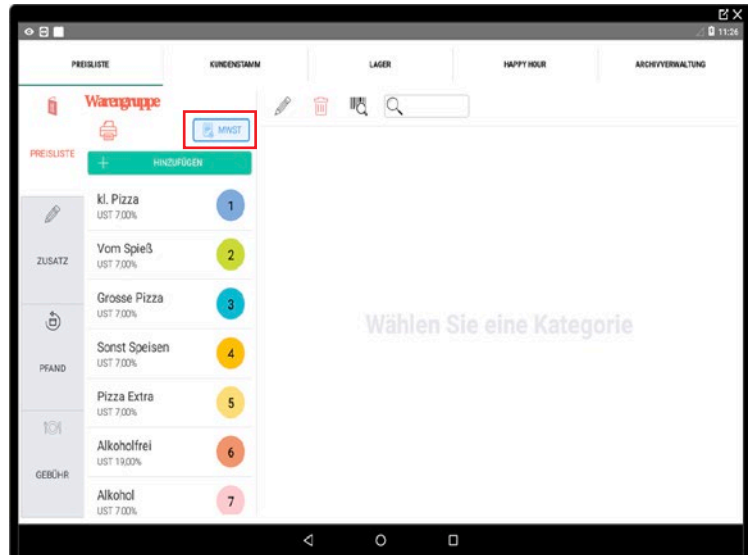 11:26
PREISLISTE
KUNDENSTAMM
LAGER
HAPPY HOUR
ARCHIVVERWALTUNG
Warengruppe
MWST
PREISLISTE
+ HINZUFÜGEN
kl. Pizza
UST 7,00%
1
ZUSATZ
Vom Spieß
UST 7,00%
2
Grosse Pizza
UST 7,00%
3
Wählen Sie eine Kategorie
PFAND
Sonst Speisen
UST 7,00%
4
Pizza Extra
UST 7,00%
5
GEBÜHR
Alkoholfrei
UST 19,00%
6
Alkohol
UST 7,00%
7